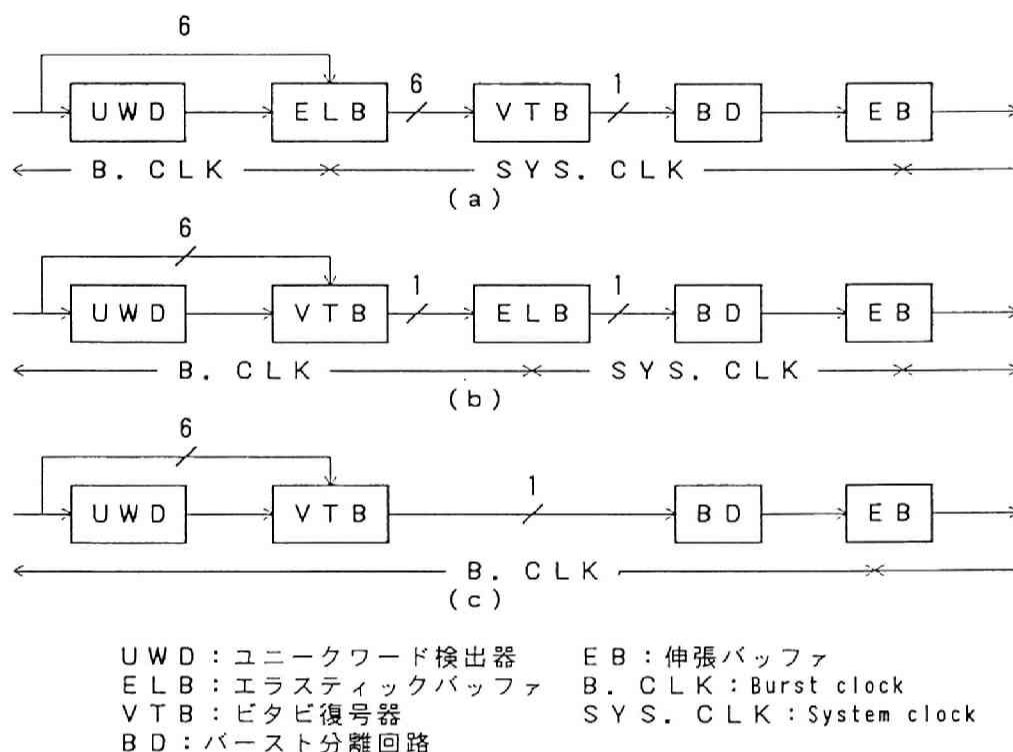 6
UWD ELB 6 VTB 1 BD EB
B. CLK SYS. CLK
(a)
6
UWD VTB 1 ELB 1 BD EB
B. CLK SYS. CLK
(b)
6
UWD VTB 1 BD EB
B. CLK
(c)
UWD:ユニークワード検出器 EB:伸張バッファ
ELB:エラスティックバッファ B. CLK:Burst clock
VTB:ビタビ復号器 SYS. CLK:System clock
BD:バースト分離回路